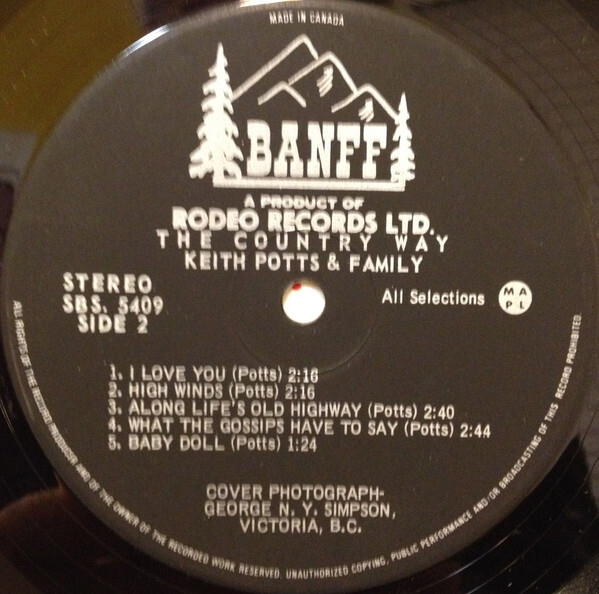 MADE IN CANADA
BANFF
A PRODUCT OF
RODEO RECORDS LTD.
THE COUNTRY WAY
KEITH POTTS & FAMILY
STEREO
SBS. 5409
SIDE 2
All Selections
M A
P L
1. I LOVE YOU (Potts) 2:16
2. HIGH WINDS (Potts) 2:16
3. ALONG LIFE'S OLD HIGHWAY (Potts) 2:40
4. WHAT THE GOSSIPS HAVE TO SAY (Potts) 2:44
5. BABY DOLL (Potts) 1:24
COVER PHOTOGRAPH-
GEORGE N. Y. SIMPSON,
VICTORIA, B.C.
ALL RIGHTS OF THE RECORD PRODUCER AND OF THE OWNER OF THE RECORDED WORK RESERVED. UNAUTHORIZED COPYING, PUBLIC PERFORMANCE AND/OR BROADCASTING OF THIS RECORD PROHIBITED.